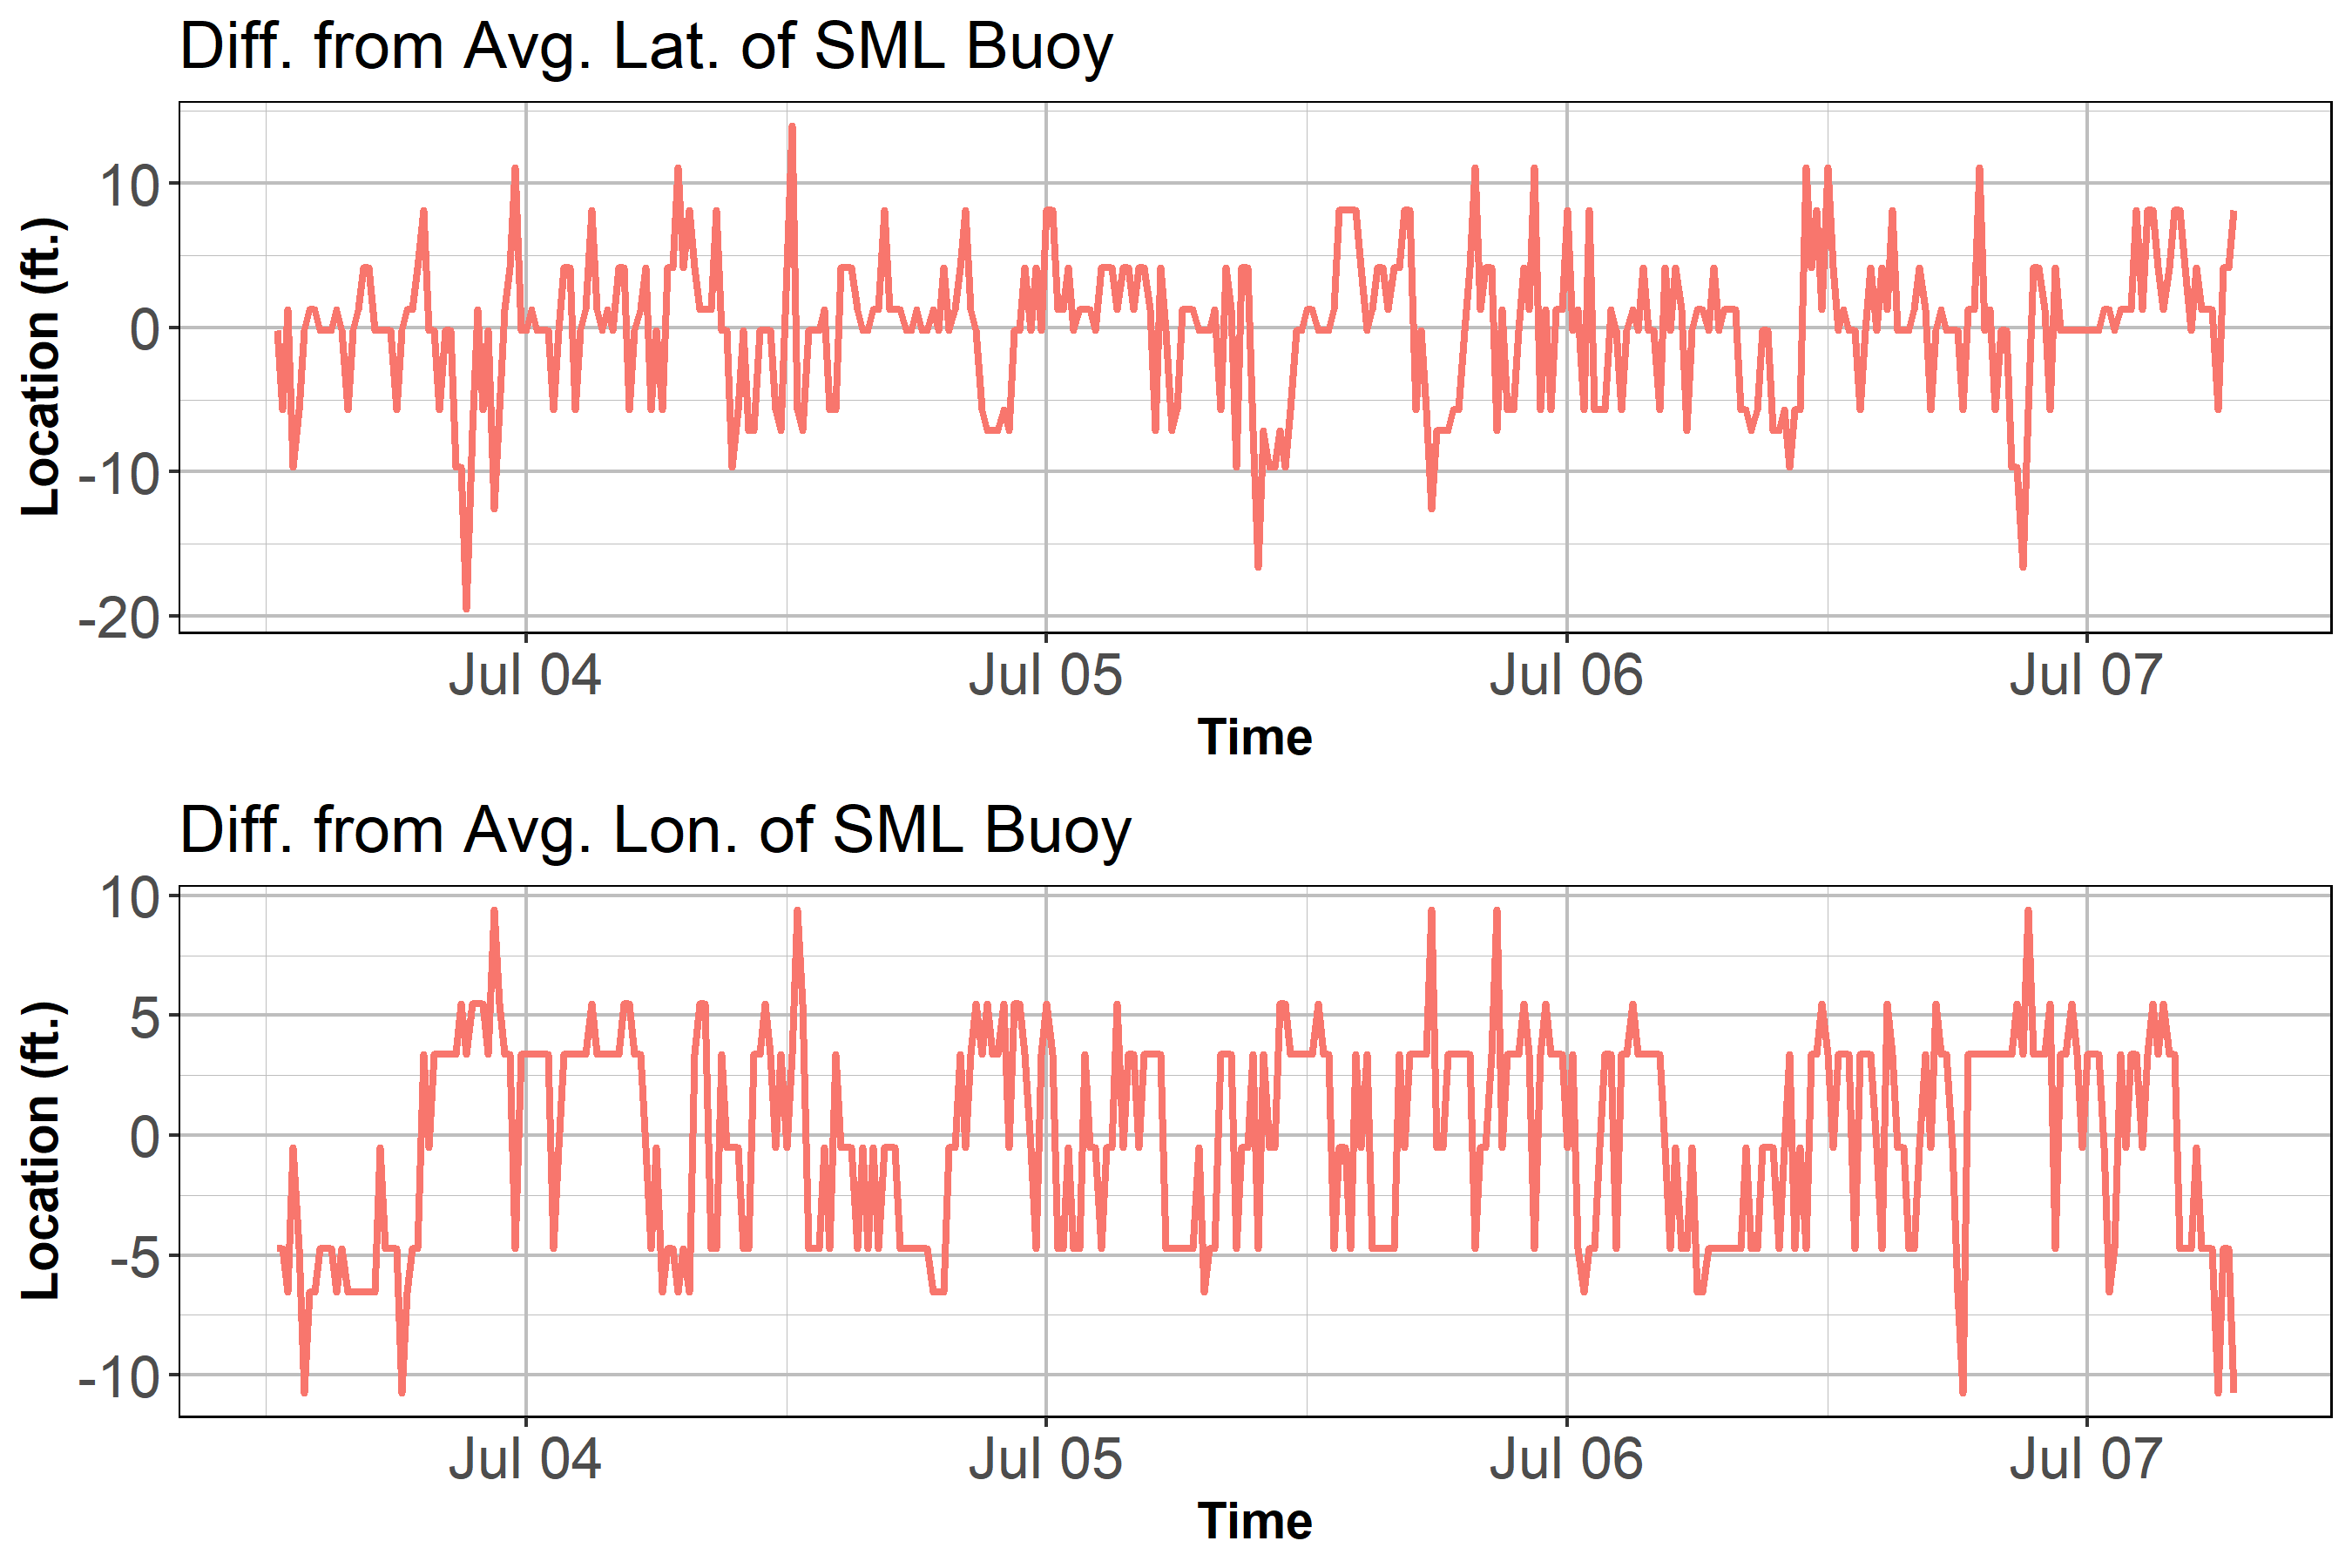 Diff. from Avg. Lat. of SML Buoy
Location (ft.)
10
0
-10
-20
Jul 04 Jul 05 Jul 06 Jul 07
Time
Diff. from Avg. Lon. of SML Buoy
Location (ft.)
10
5
0
-5
-10
Jul 04 Jul 05 Jul 06 Jul 07
Time